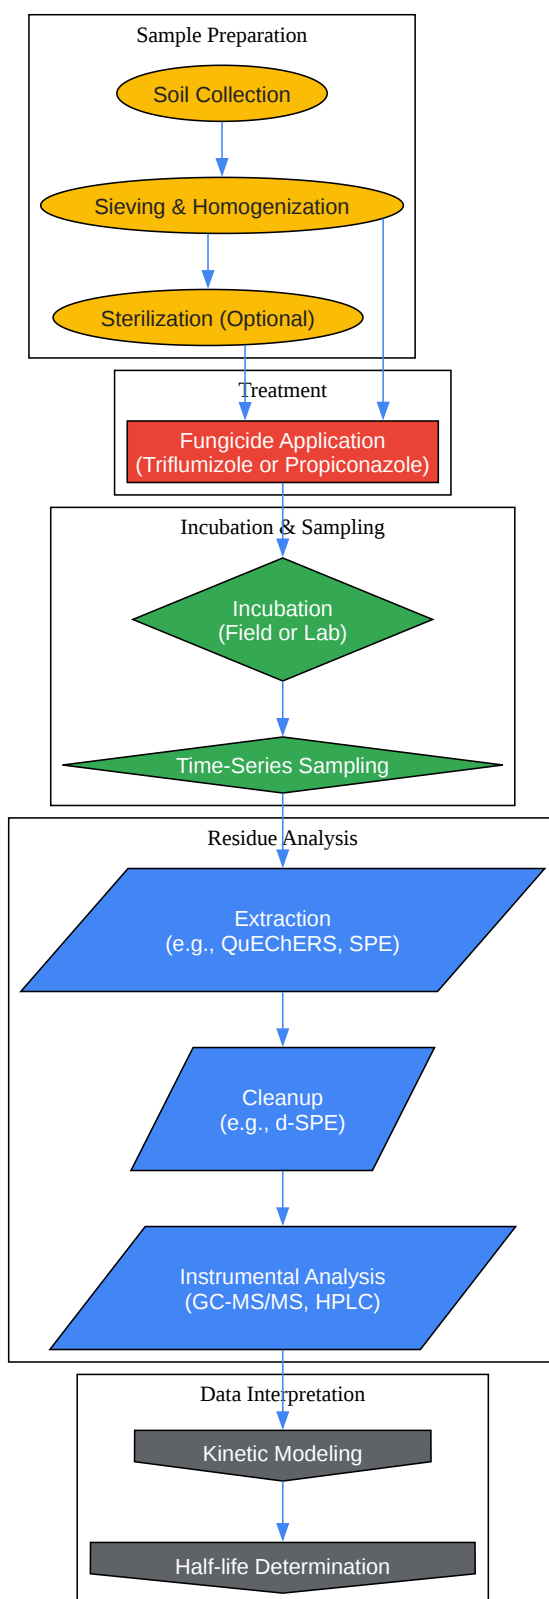 Sample Preparation
Soil Collection
Sieving & Homogenization
Sterilization (Optional)
Treatment
Fungicide Application
(Triflumizole or Propiconazole)
Incubation & Sampling
Incubation
(Field or Lab)
Time-Series Sampling
Residue Analysis
Extraction
(e.g., QuEChERS, SPE)
Cleanup
(e.g., d-SPE)
Instrumental Analysis
(GC-MS/MS, HPLC)
Data Interpretation
Kinetic Modeling
Half-life Determination